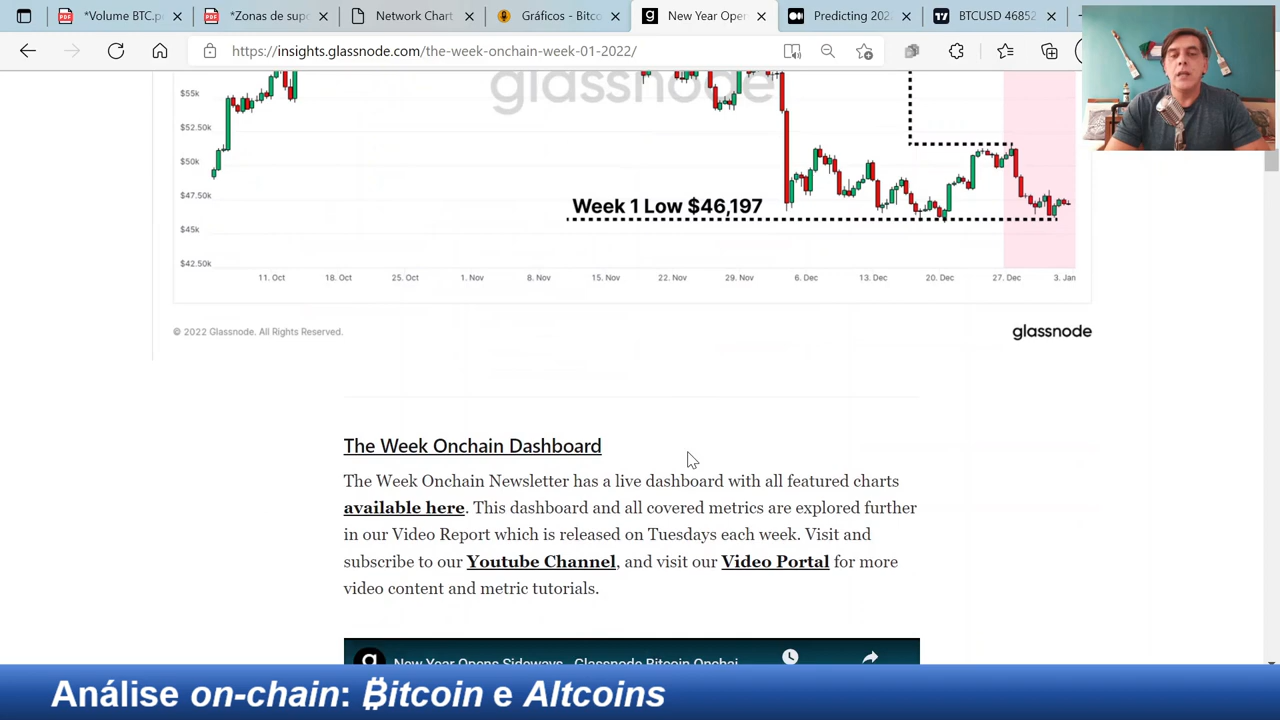 *Volume BTC.p
*Zonas de supo
Network Chart
Gráficos - Bitcoi
New Year Ope
Predicting 202
BTCUSD 46852
https://insights.glassnode.com/the-week-onchain-week-01-2022/
glassnode
$55k
$52.50k
$50k
$47.50k
$45k
$42.50k
Week 1 Low $46,197
11. Oct 18. Oct 25. Oct 1. Nov 8. Nov 15. Nov 22. Nov 29. Nov 6. Dec 13. Dec 20. Dec 27. Dec 3. Jan
© 2022 Glassnode. All Rights Reserved.
glassnode
The Week Onchain Dashboard
The Week Onchain Newsletter has a live dashboard with all featured charts
available here. This dashboard and all covered metrics are explored further
in our Video Report which is released on Tuesdays each week. Visit and
subscribe to our Youtube Channel, and visit our Video Portal for more
video content and metric tutorials.
New Year Opens Sideways - Glassnode Bitcoin Onchai
Análise on-chain: ₿itcoin e Altcoins